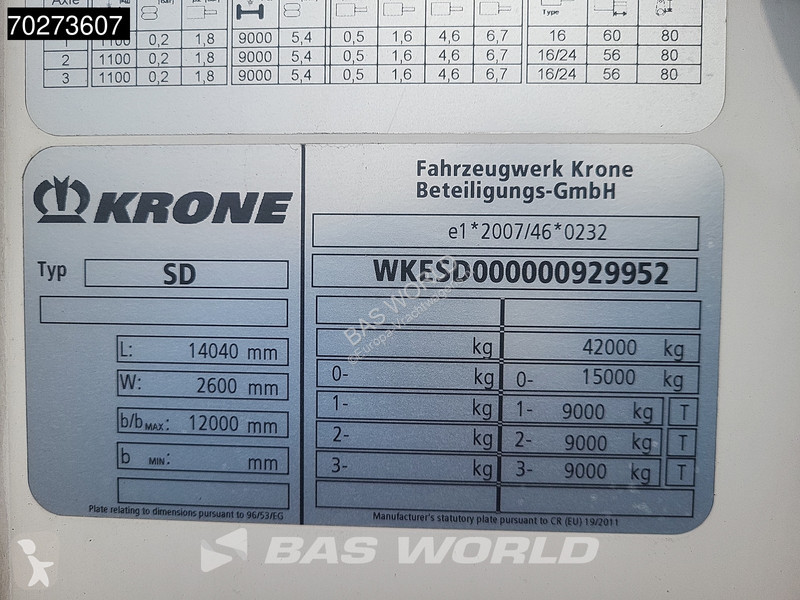 70273607
Axle
Type
1 1100 0,2 1,8 9000 5,4 0,5 1,6 4,6 6,7 16 60 80
2 1100 0,2 1,8 9000 5,4 0,5 1,6 4,6 6,7 16/24 56 80
3 1100 0,2 1,8 9000 5,4 0,5 1,6 4,6 6,7 16/24 56 80
KRONE
Fahrzeugwerk Krone
Beteiligungs-GmbH
e1*2007/46*0232
Typ SD
WKESD000000929952
L: 14040 mm
W: 2600 mm
b/b MAX: 12000 mm
b MIN: mm
kg 42000 kg
0- kg 0- 15000 kg
1- kg 1- 9000 kg T
2- kg 2- 9000 kg T
3- kg 3- 9000 kg T
Plate relating to dimensions pursuant to 96/53/EG
Manufacturer's statutory plate pursuant to CR (EU) 19/2011
BAS WORLD
BAS WORLD